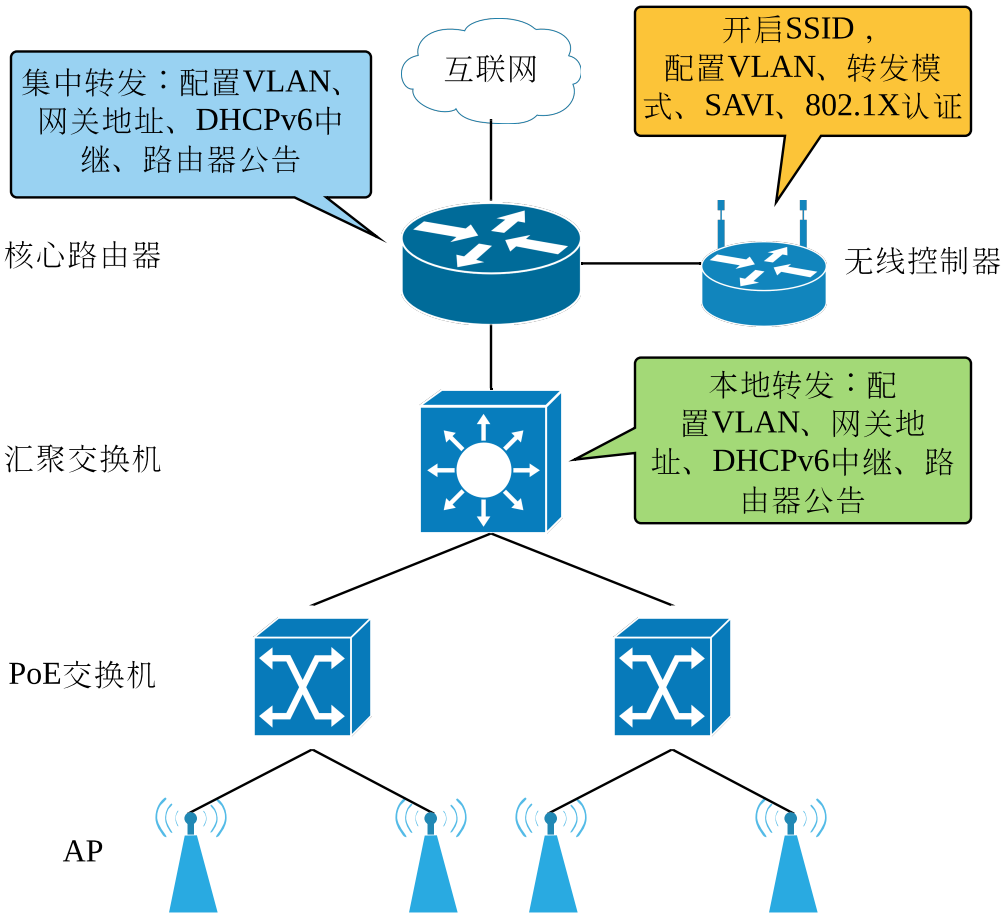 互联网
开启SSID，
配置VLAN、转发模
式、SAVI、802.1X认证
集中转发：配置VLAN、
网关地址、DHCPv6中
继、路由器公告
核心路由器
无线控制器
本地转发：配
置VLAN、网关地
址、DHCPv6中继、路
由器公告
汇聚交换机
PoE交换机
AP